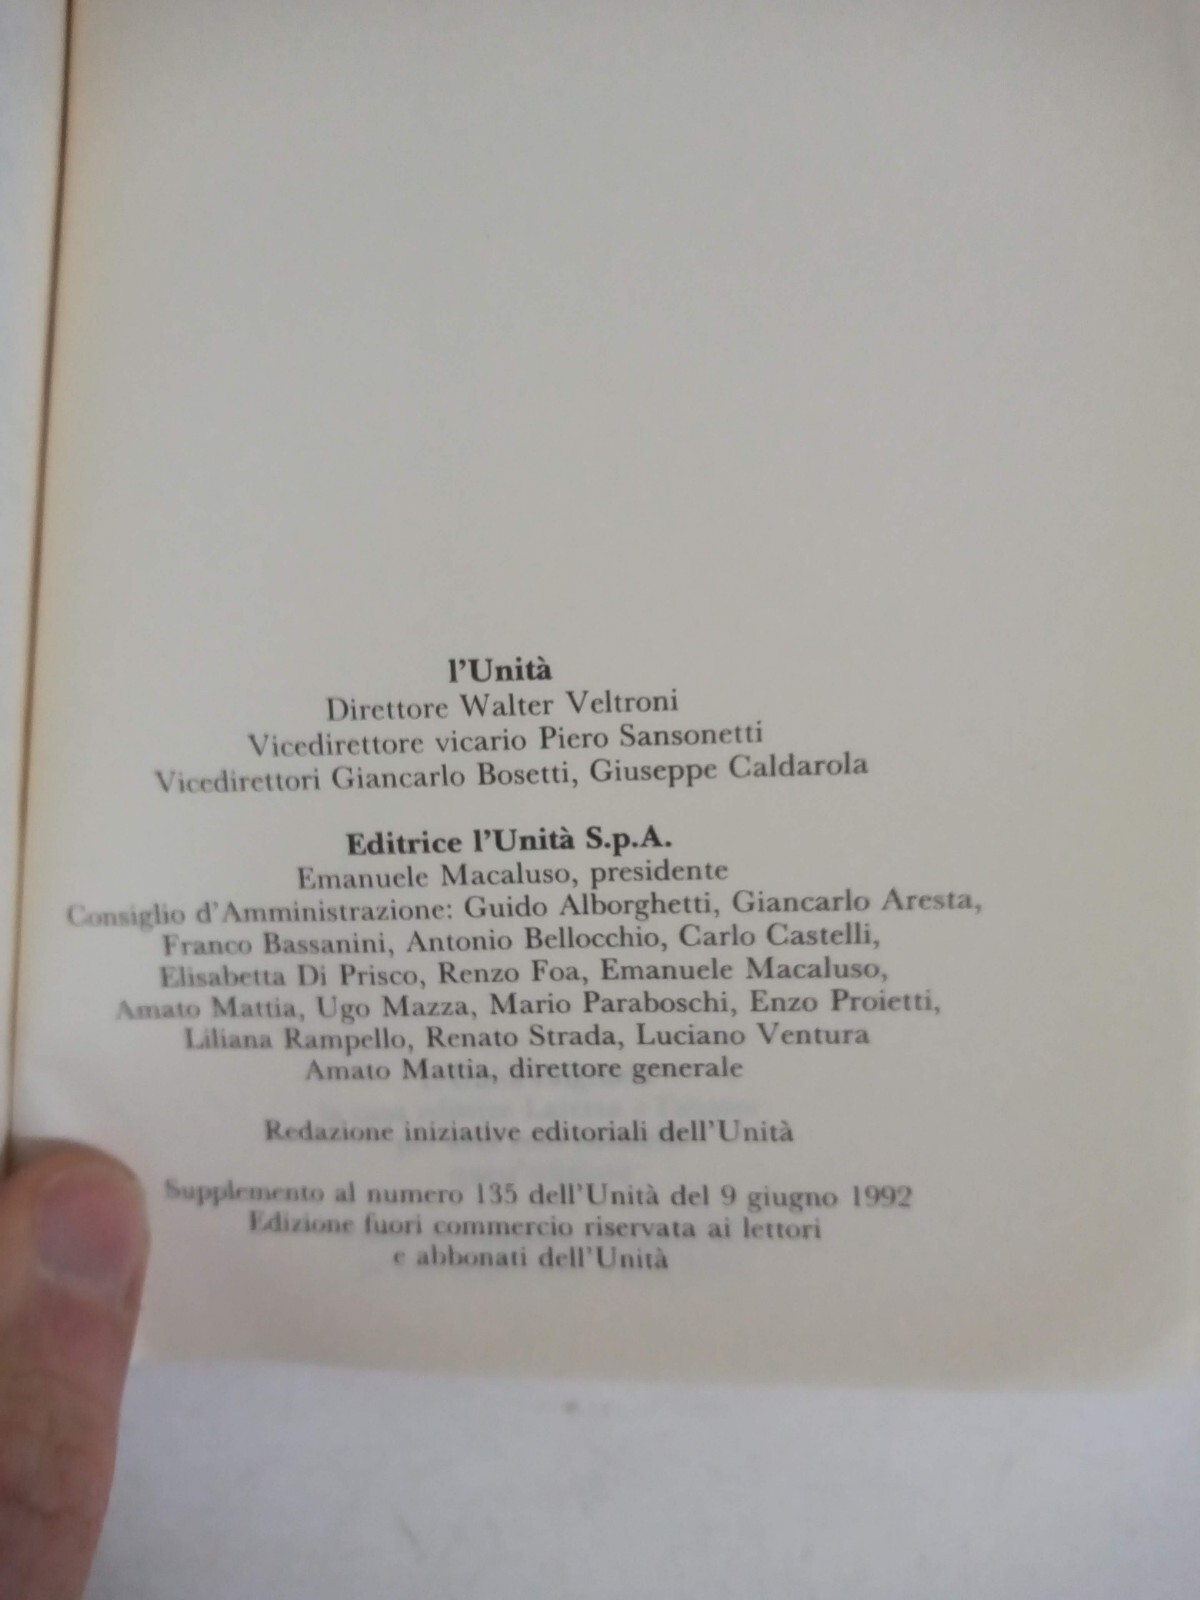 l'Unità
Direttore Walter Veltroni
Vicedirettore vicario Piero Sansonetti
Vicedirettori Giancarlo Bosetti, Giuseppe Caldarola
Editrice l'Unità S.p.A.
Emanuele Macaluso, presidente
Consiglio d'Amministrazione: Guido Alborghetti, Giancarlo Aresta,
Franco Bassanini, Antonio Bellocchio, Carlo Castelli,
Elisabetta Di Prisco, Renzo Foa, Emanuele Macaluso,
Amato Mattia, Ugo Mazza, Mario Paraboschi, Enzo Proietti,
Liliana Rampello, Renato Strada, Luciano Ventura
Amato Mattia, direttore generale
Redazione iniziative editoriali dell'Unità
Supplemento al numero 135 dell'Unità del 9 giugno 1992
Edizione fuori commercio riservata ai lettori
e abbonati dell'Unità